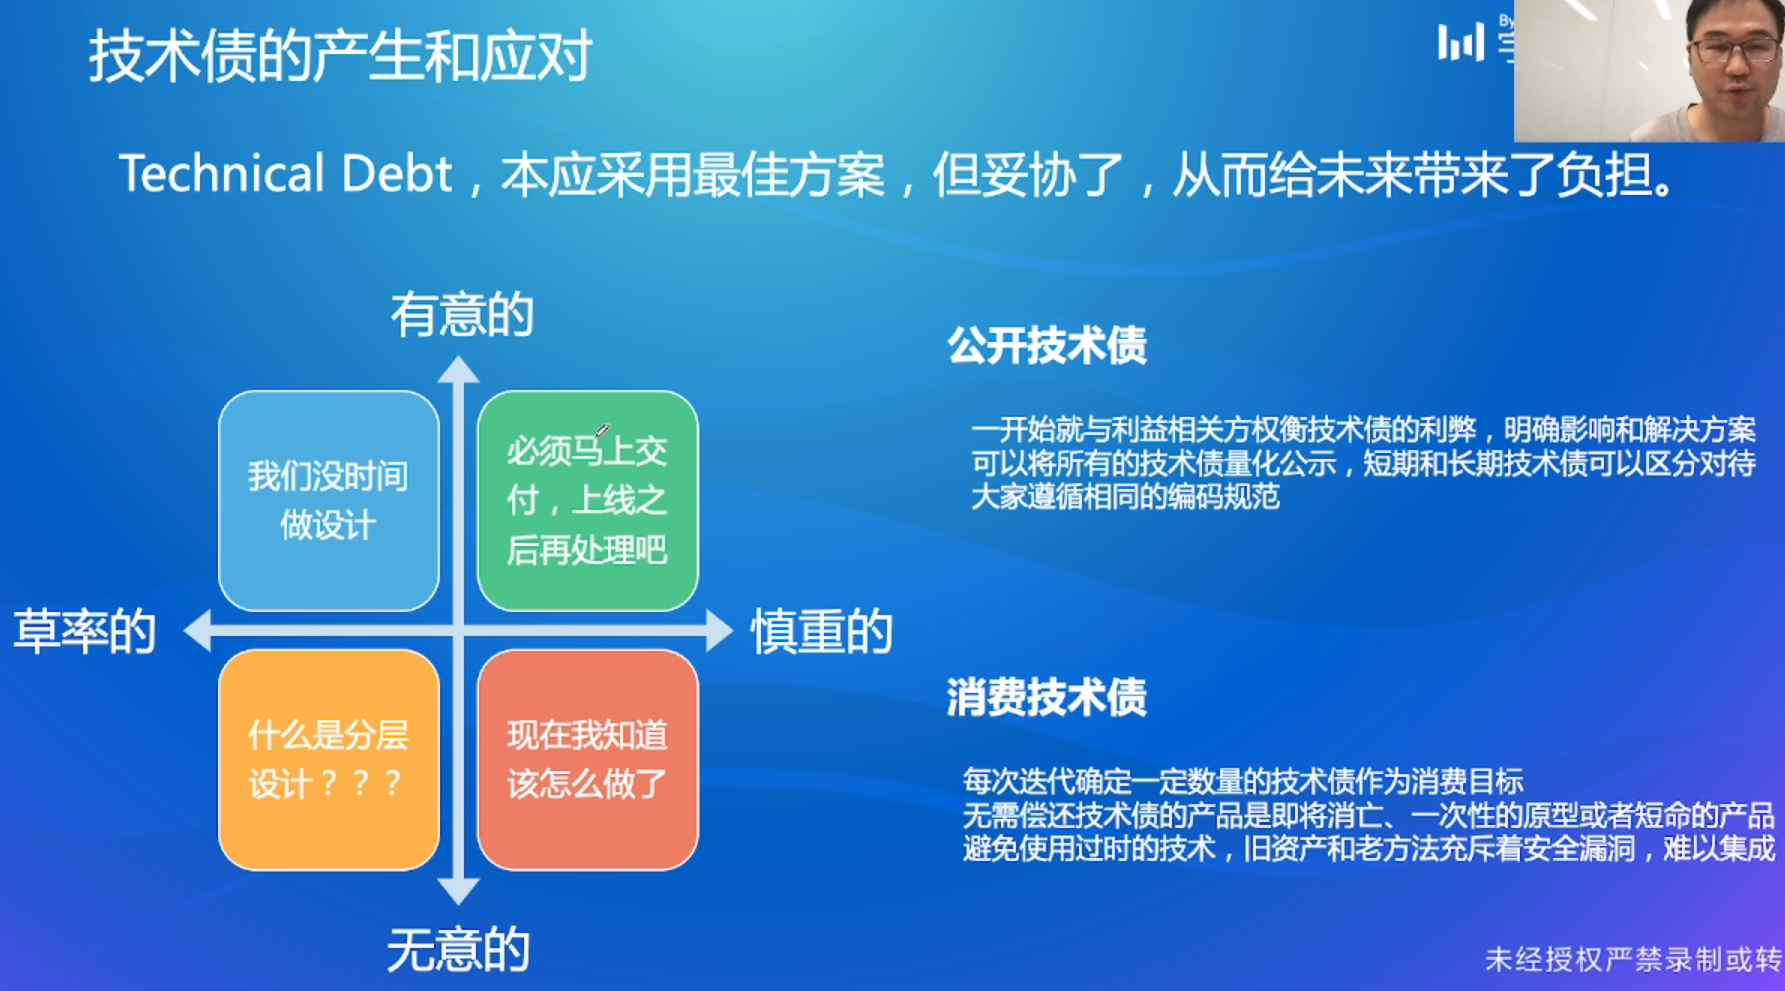 技术债的产生和应对
By
Technical Debt，本应采用最佳方案，但妥协了，从而给未来带来了负担。
有意的
我们没时间
做设计
必须马上交
付，上线之
后再处理吧
草率的
慎重的
什么是分层
设计？？？
现在我知道
该怎么做了
无意的
公开技术债
一开始就与利益相关方权衡技术债的利弊，明确影响和解决方案
可以将所有的技术债量化公示，短期和长期技术债可以区分对待
大家遵循相同的编码规范
消费技术债
每次迭代确定一定数量的技术债作为消费目标
无需偿还技术债的产品是即将消亡、一次性的原型或者短命的产品
避免使用过时的技术，旧资产和老方法充斥着安全漏洞，难以集成
未经授权严禁录制或转